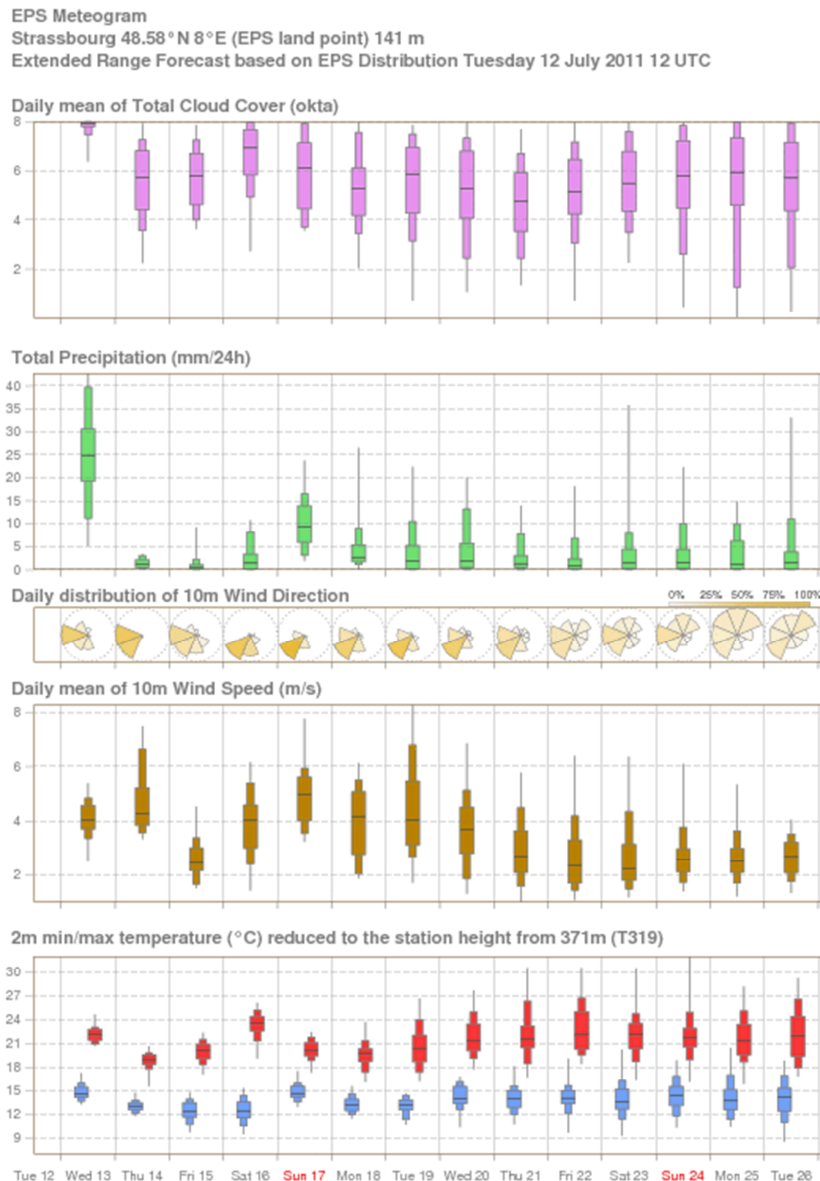 EPS Meteogram
Strassbourg 48.58°N 8°E (EPS land point) 141 m
Extended Range Forecast based on EPS Distribution Tuesday 12 July 2011 12 UTC
Daily mean of Total Cloud Cover (okta)
8
6
4
2
Total Precipitation (mm/24h)
40
35
30
25
20
15
10
5
0
Daily distribution of 10m Wind Direction
0% 25% 50% 75% 100%
Daily mean of 10m Wind Speed (m/s)
8
6
4
2
2m min/max temperature (°C) reduced to the station height from 371m (T319)
30
27
24
21
18
15
12
9
Tue 12 Wed 13 Thu 14 Fri 15 Sat 16 Sun 17 Mon 18 Tue 19 Wed 20 Thu 21 Fri 22 Sat 23 Sun 24 Mon 25 Tue 26